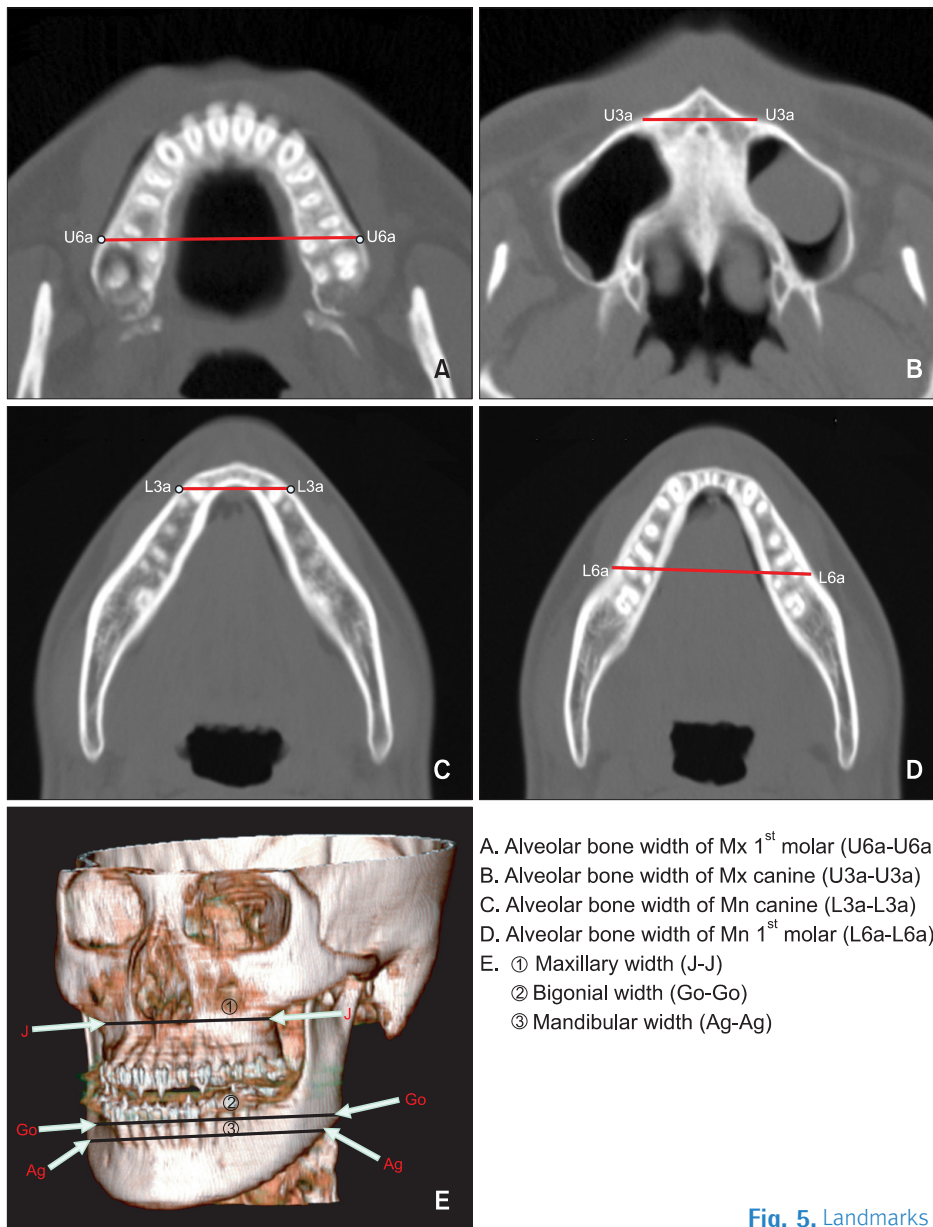 U6a U6a
A
U3a U3a
B
L3a L3a
C
L6a L6a
D
①
J J
②
Go Go
③
Ag Ag
E
A. Alveolar bone width of Mx 1st molar (U6a-U6a
B. Alveolar bone width of Mx canine (U3a-U3a)
C. Alveolar bone width of Mn canine (L3a-L3a)
D. Alveolar bone width of Mn 1st molar (L6a-L6a)
E. ① Maxillary width (J-J)
② Bigonial width (Go-Go)
③ Mandibular width (Ag-Ag)
Fig. 5. Landmarks